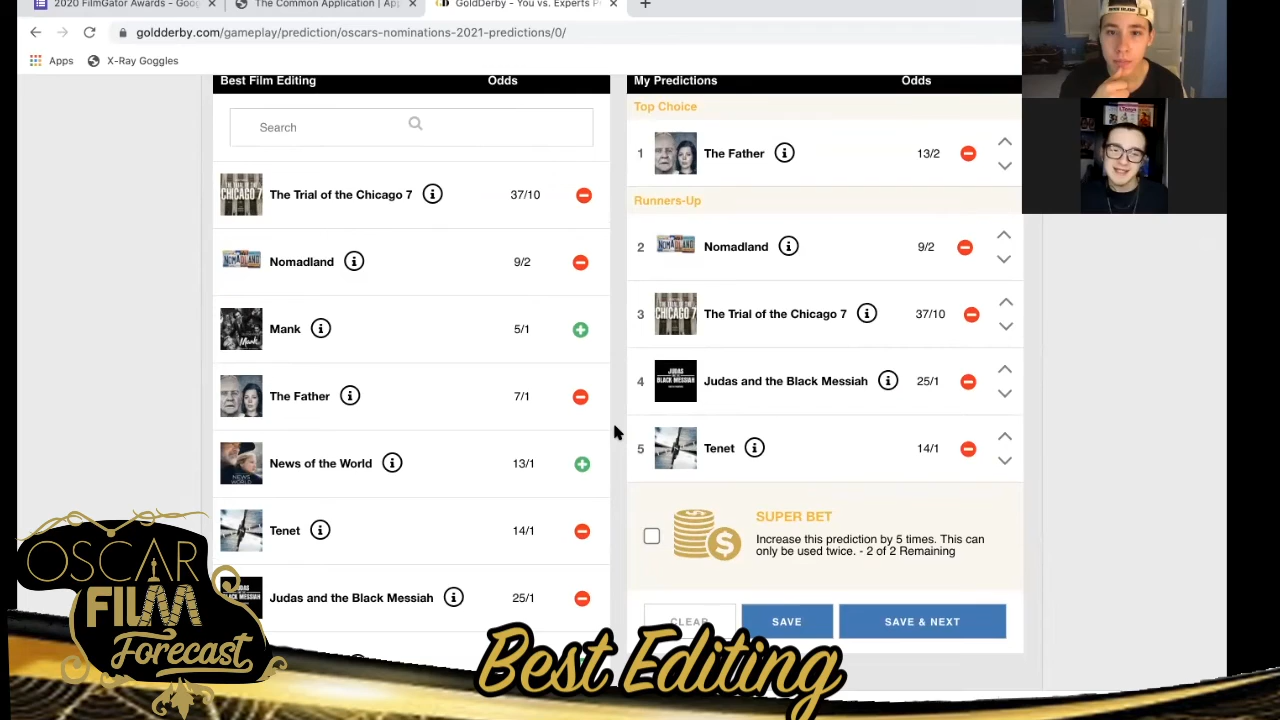 2020 FilmGator Awards - Goog
The Common Application | App
GoldDerby – You vs. Experts P
goldderby.com/gameplay/prediction/oscars-nominations-2021-predictions/0/
Apps
X-Ray Goggles
Best Film Editing Odds
Search
The Trial of the Chicago 7 37/10
Nomadland 9/2
Mank 5/1
The Father 7/1
News of the World 13/1
Tenet 14/1
Judas and the Black Messiah 25/1
My Predictions Odds
Top Choice
1 The Father 13/2
Runners-Up
2 Nomadland 9/2
3 The Trial of the Chicago 7 37/10
4 Judas and the Black Messiah 25/1
5 Tenet 14/1
SUPER BET
Increase this prediction by 5 times. This can
only be used twice. - 2 of 2 Remaining
CLEAR SAVE SAVE & NEXT
OSCAR
FILM
Forecast
Best Editing